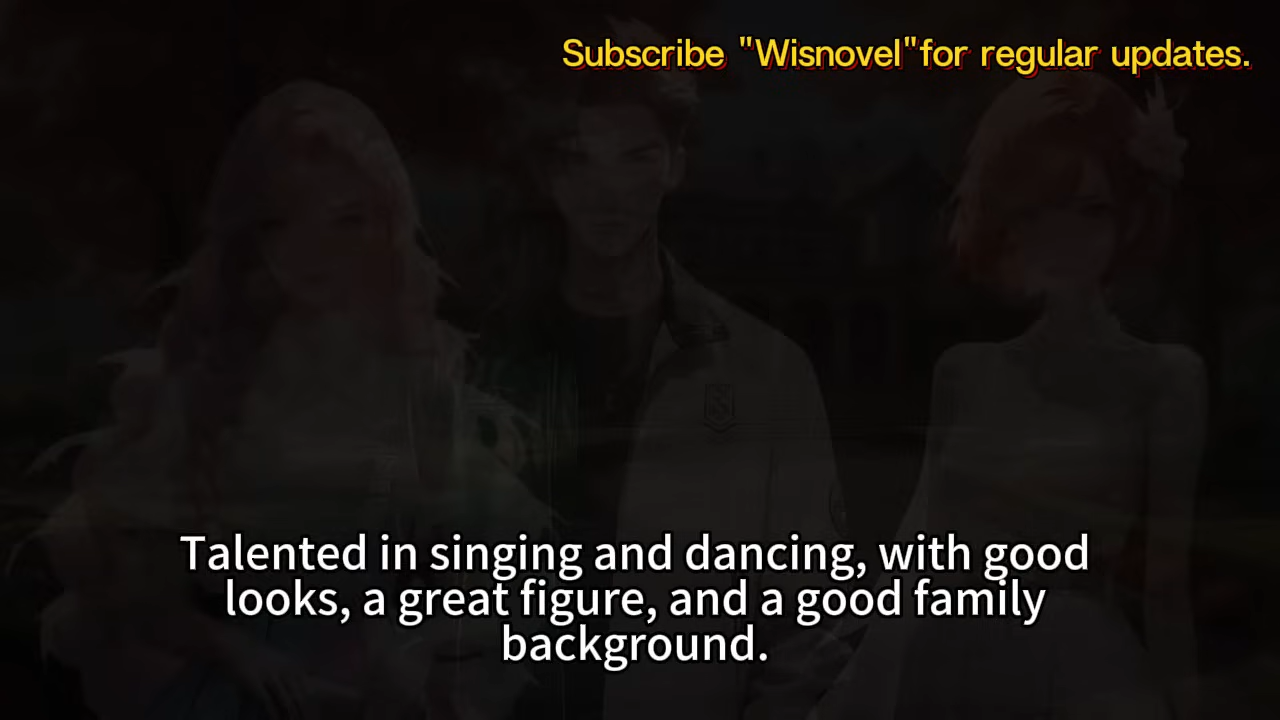 Subscribe "Wisnovel"for regular updates.
Talented in singing and dancing, with good
looks, a great figure, and a good family
background.